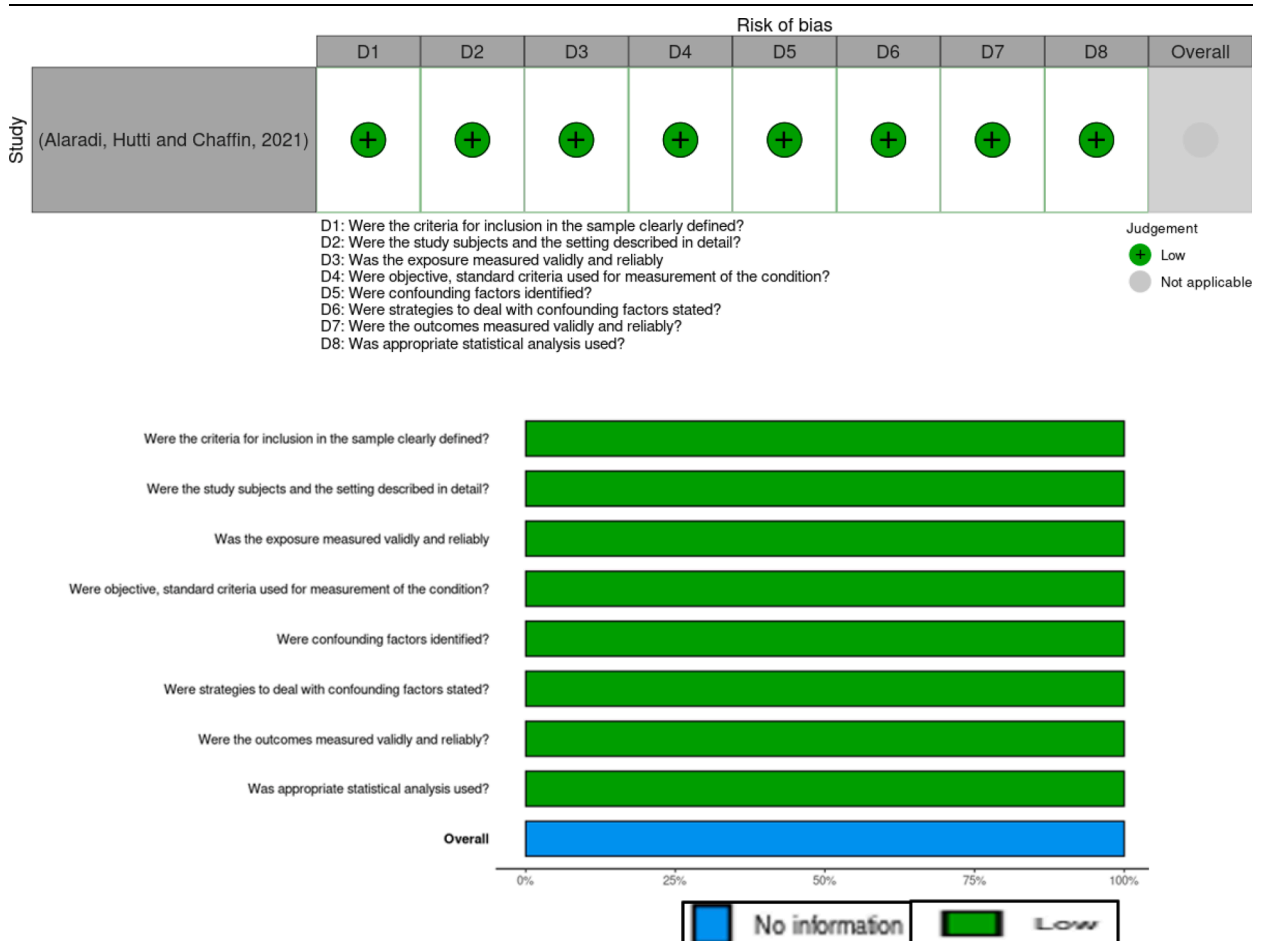 Risk of bias
D1 D2 D3 D4 D5 D6 D7 D8 Overall
Study
(Alaradi, Hutti and Chaffin, 2021)
D1: Were the criteria for inclusion in the sample clearly defined?
D2: Were the study subjects and the setting described in detail?
D3: Was the exposure measured validly and reliably
D4: Were objective, standard criteria used for measurement of the condition?
D5: Were confounding factors identified?
D6: Were strategies to deal with confounding factors stated?
D7: Were the outcomes measured validly and reliably?
D8: Was appropriate statistical analysis used?
Judgement
Low
Not applicable
Were the criteria for inclusion in the sample clearly defined?
Were the study subjects and the setting described in detail?
Was the exposure measured validly and reliably
Were objective, standard criteria used for measurement of the condition?
Were confounding factors identified?
Were strategies to deal with confounding factors stated?
Were the outcomes measured validly and reliably?
Was appropriate statistical analysis used?
Overall
0% 25% 50% 75% 100%
No information Low